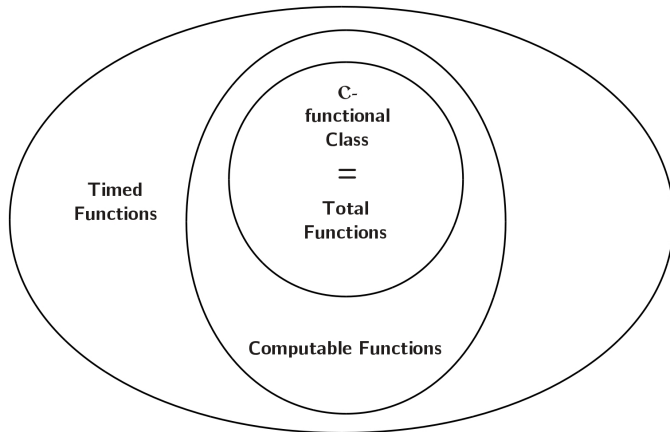 C-
functional
Class
=
Total
Functions
Timed
Functions
Computable Functions